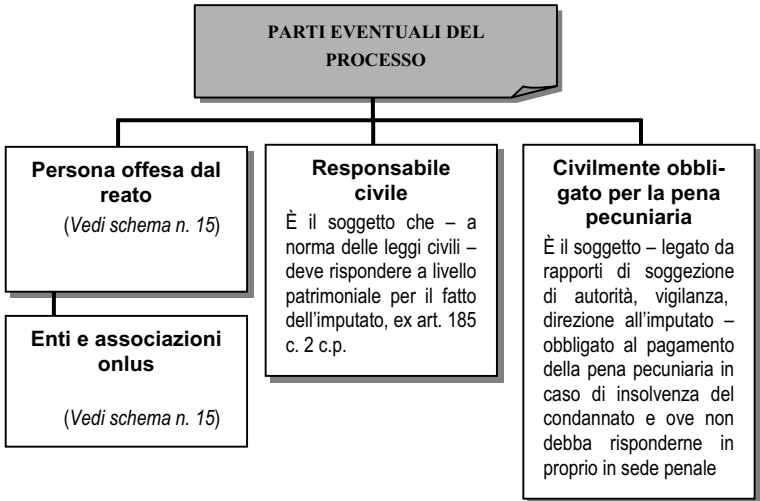 PARTI EVENTUALI DEL
PROCESSO
Persona offesa dal
reato
(Vedi schema n. 15)
Enti e associazioni
onlus
(Vedi schema n. 15)
Responsabile
civile
È il soggetto che – a
norma delle leggi civili –
deve rispondere a livello
patrimoniale per il fatto
dell'imputato, ex art. 185
c. 2 c.p.
Civilmente obbli-
gato per la pena
pecuniaria
È il soggetto – legato da
rapporti di soggezione
di autorità, vigilanza,
direzione all'imputato –
obbligato al pagamento
della pena pecuniaria in
caso di insolvenza del
condannato e ove non
debba risponderne in
proprio in sede penale